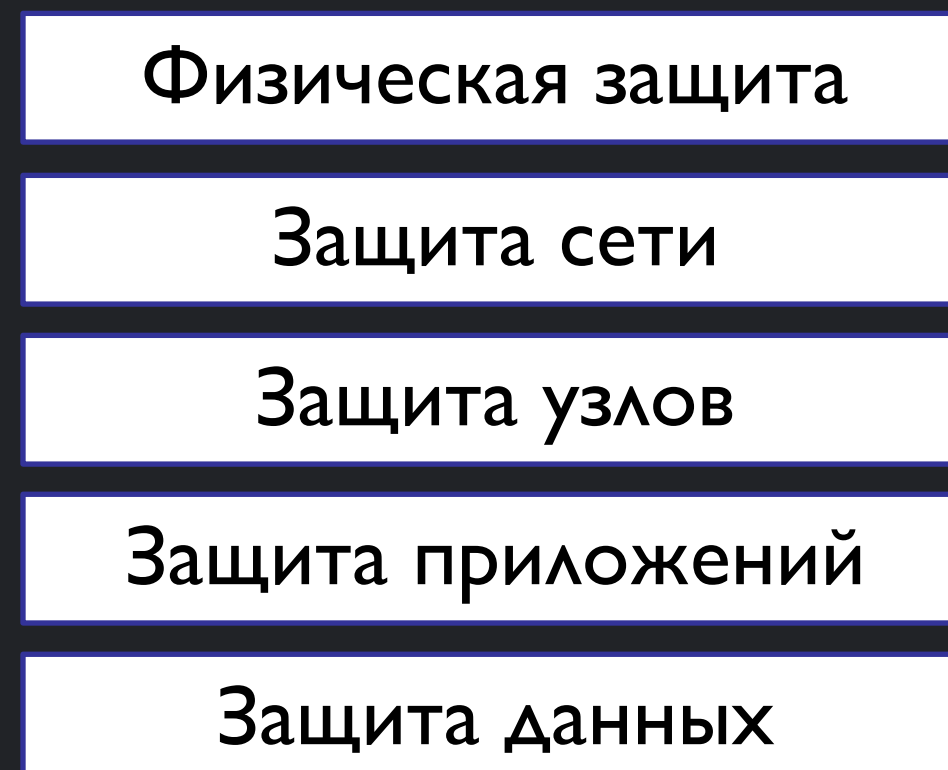 Физическая защита
Защита сети
Защита узлов
Защита приложений
Защита данных